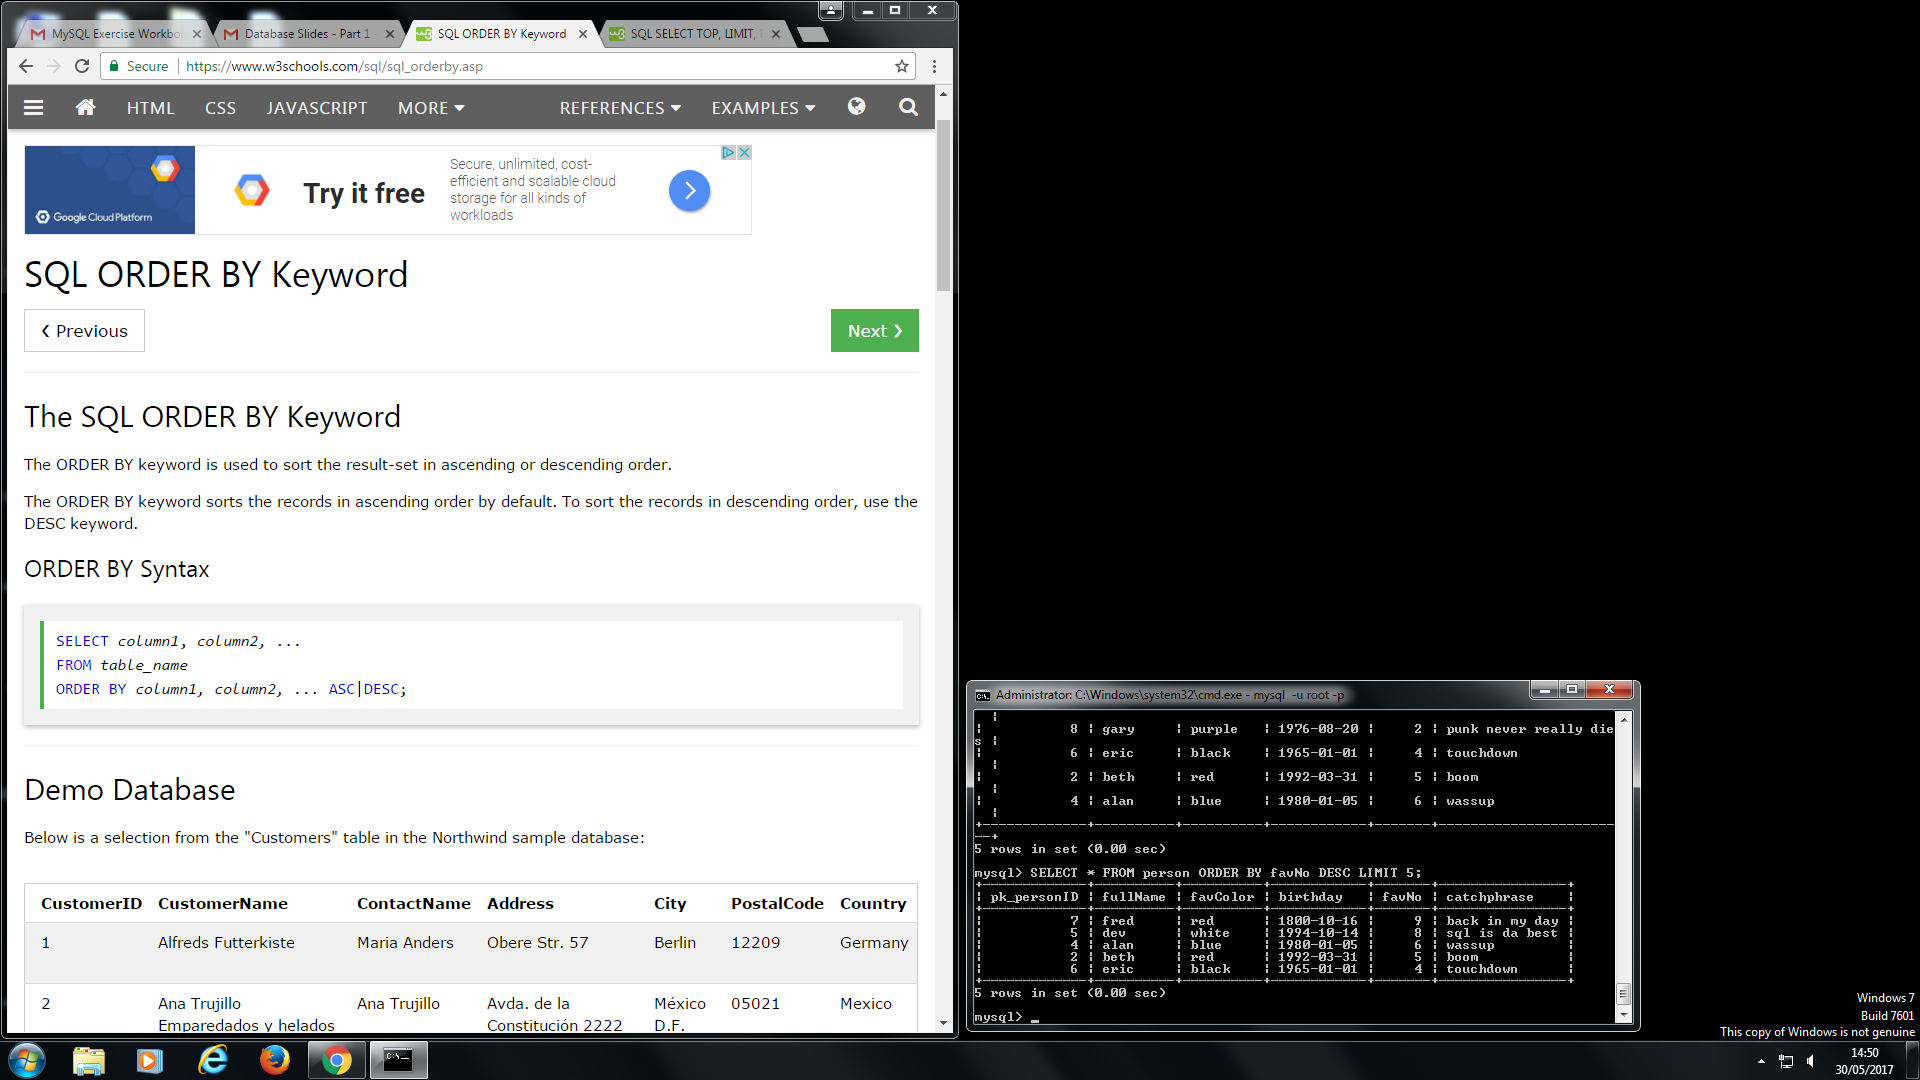 MySQL Exercise Workbo
Database Slides - Part 1
SQL ORDER BY Keyword
SQL SELECT TOP, LIMIT,
Secure
https://www.w3schools.com/sql/sql_orderby.asp
HTML CSS JAVASCRIPT MORE REFERENCES EXAMPLES
Google Cloud Platform
Try it free
Secure, unlimited, cost-
efficient and scalable cloud
storage for all kinds of
workloads
SQL ORDER BY Keyword
❮ Previous
Next ❯
The SQL ORDER BY Keyword
The ORDER BY keyword is used to sort the result-set in ascending or descending order.
The ORDER BY keyword sorts the records in ascending order by default. To sort the records in descending order, use the
DESC keyword.
ORDER BY Syntax
SELECT column1, column2, ...
FROM table_name
ORDER BY column1, column2, ... ASC|DESC;
Demo Database
Below is a selection from the "Customers" table in the Northwind sample database:
CustomerID CustomerName ContactName Address City PostalCode Country
1 Alfreds Futterkiste Maria Anders Obere Str. 57 Berlin 12209 Germany
2 Ana Trujillo Ana Trujillo Avda. de la México 05021 Mexico
Emparedados y helados Constitución 2222 D.F.
Administrator: C:\Windows\system32\cmd.exe - mysql -u root -p
¦
¦ 8 ¦ gary ¦ purple ¦ 1976-08-20 ¦ 2 ¦ punk never really die
s ¦
¦ 6 ¦ eric ¦ black ¦ 1965-01-01 ¦ 4 ¦ touchdown
¦
¦ 2 ¦ beth ¦ red ¦ 1992-03-31 ¦ 5 ¦ boom
¦
¦ 4 ¦ alan ¦ blue ¦ 1980-01-05 ¦ 6 ¦ wassup
¦
+-------------+----------+----------+------------+-------+----------------------
--+
5 rows in set (0.00 sec)
mysql> SELECT * FROM person ORDER BY favNo DESC LIMIT 5;
+-------------+----------+----------+------------+-------+----------------+
¦ pk_personID ¦ fullName ¦ favColor ¦ birthday ¦ favNo ¦ catchphrase ¦
+-------------+----------+----------+------------+-------+----------------+
¦ 7 ¦ fred ¦ red ¦ 1800-10-16 ¦ 9 ¦ back in my day ¦
¦ 5 ¦ dev ¦ white ¦ 1994-10-14 ¦ 8 ¦ sql is da best ¦
¦ 4 ¦ alan ¦ blue ¦ 1980-01-05 ¦ 6 ¦ wassup ¦
¦ 2 ¦ beth ¦ red ¦ 1992-03-31 ¦ 5 ¦ boom ¦
¦ 6 ¦ eric ¦ black ¦ 1965-01-01 ¦ 4 ¦ touchdown ¦
+-------------+----------+----------+------------+-------+----------------+
5 rows in set (0.00 sec)
mysql> _
Windows 7
Build 7601
This copy of Windows is not genuine
14:50
30/05/2017